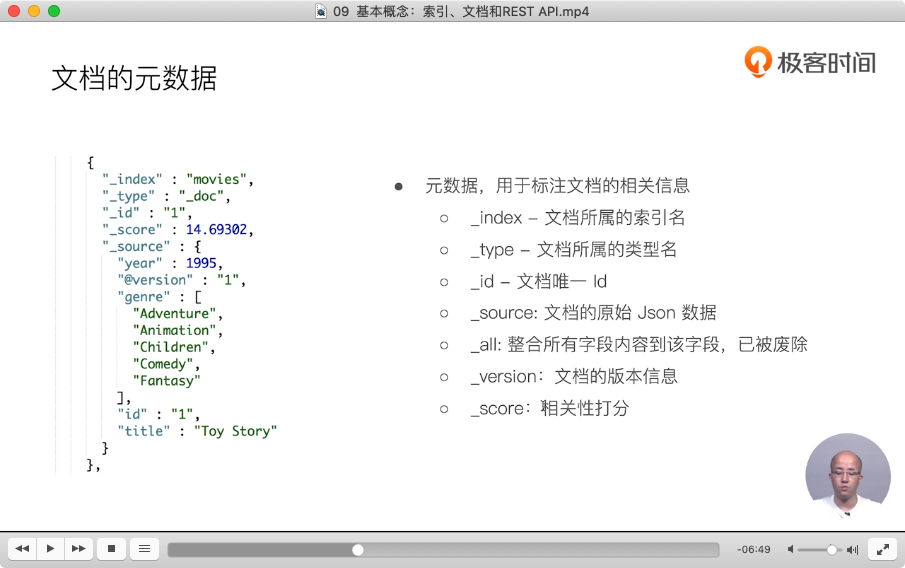 09 基本概念：索引、文档和REST API.mp4
极客时间
文档的元数据
{
"_index" : "movies",
"_type" : "_doc",
"_id" : "1",
"_score" : 14.69302,
"_source" : {
"year" : 1995,
"@version" : "1",
"genre" : [
"Adventure",
"Animation",
"Children",
"Comedy",
"Fantasy"
],
"id" : "1",
"title" : "Toy Story"
}
},
● 元数据，用于标注文档的相关信息
○ _index – 文档所属的索引名
○ _type – 文档所属的类型名
○ _id – 文档唯一 Id
○ _source: 文档的原始 Json 数据
○ _all: 整合所有字段内容到该字段，已被废除
○ _version：文档的版本信息
○ _score：相关性打分
-06:49